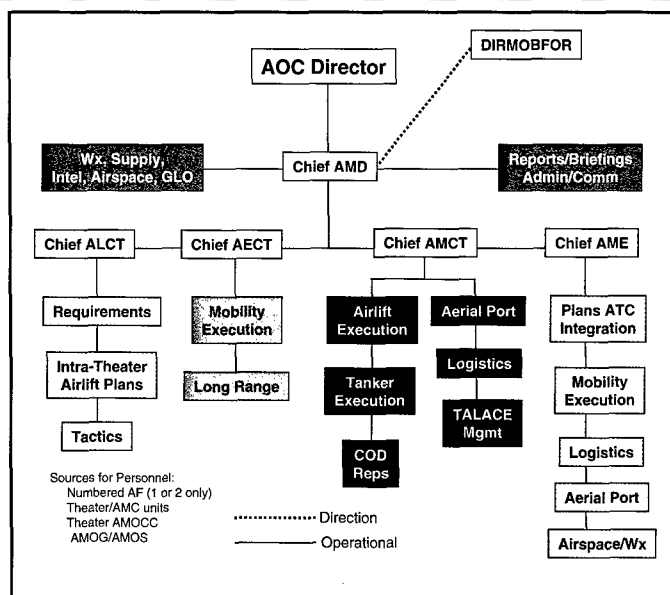 DIRMOBFOR
AOC Director
Wx, Supply,
Intel, Airspace, GLO
Chief AMD
Reports/Briefings
Admin/Comm
Chief ALCT
Chief AECT
Chief AMCT
Chief AME
Requirements
Intra-Theater
Airlift Plans
Tactics
Mobility
Execution
Long Range
Airlift
Execution
Tanker
Execution
COD
Reps
Aerial Port
Logistics
TALACE
Mgmt
Plans ATC
Integration
Mobility
Execution
Logistics
Aerial Port
Airspace/Wx
Sources for Personnel:
Numbered AF (1 or 2 only)
Theater/AMC units
Theater AMOCC
AMOG/AMOS
Direction
Operational